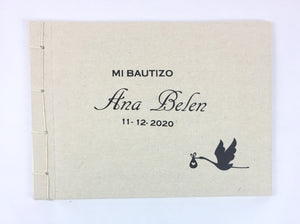 MI BAUTIZO
Ana Belen
11-12-2020